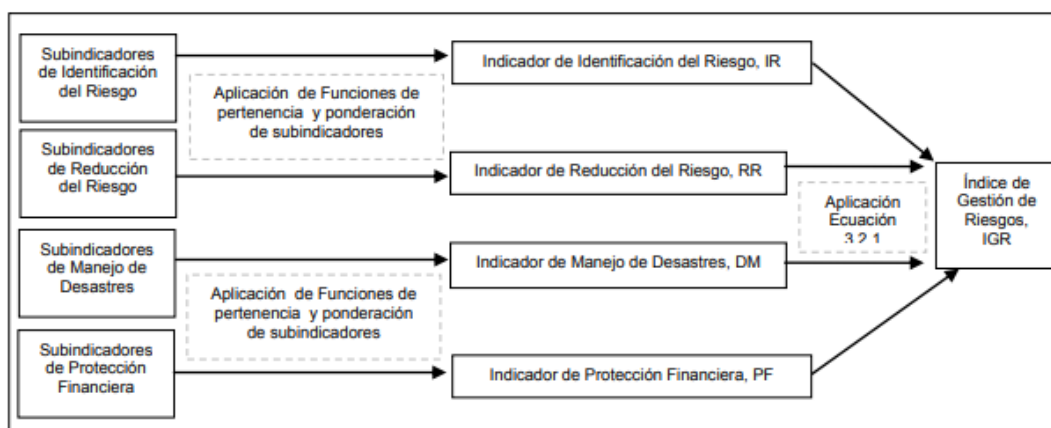 Subindicadores
de Identificación
del Riesgo
Indicador de Identificación del Riesgo, IR
Aplicación de Funciones de
pertenencia y ponderación
de subindicadores
Subindicadores
de Reducción
del Riesgo
Indicador de Reducción del Riesgo, RR
Aplicación
Ecuación
3.2.1
Índice de
Gestión de
Riesgos,
IGR
Subindicadores
de Manejo de
Desastres
Indicador de Manejo de Desastres, DM
Aplicación de Funciones de
pertenencia y ponderación
de subindicadores
Subindicadores
de Protección
Financiera
Indicador de Protección Financiera, PF